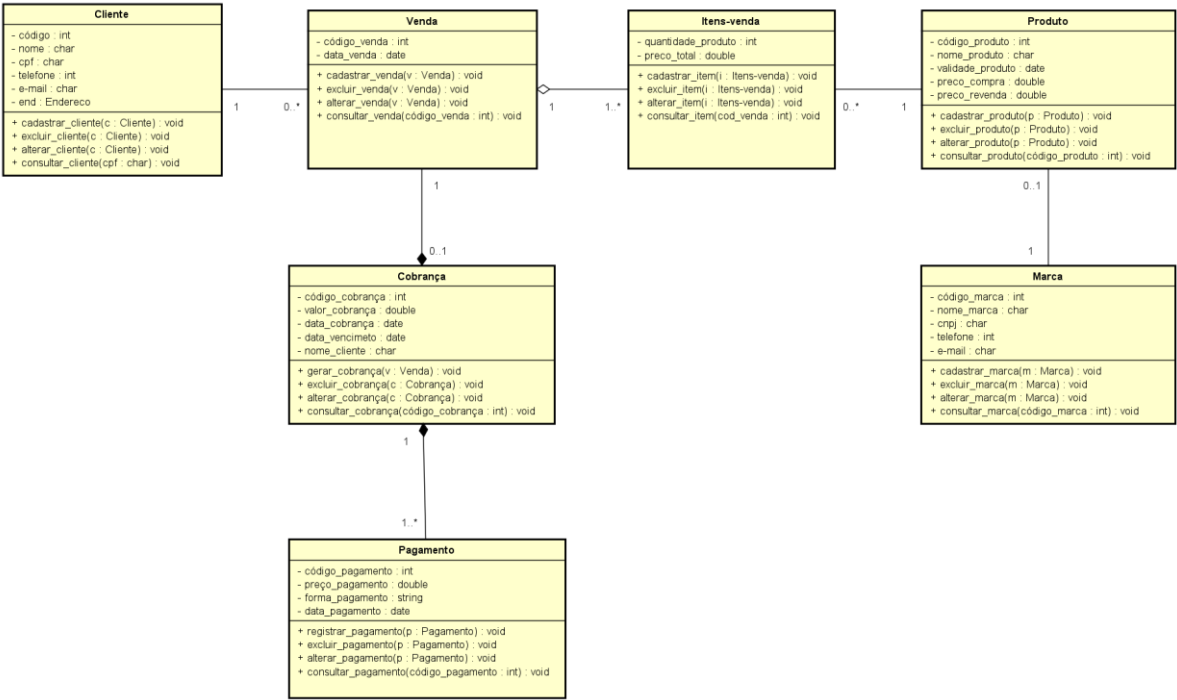 Cliente
- código : int
- nome : char
- cpf : char
- telefone : int
- e-mail : char
- end : Endereco
+ cadastrar_cliente(c : Cliente) : void
+ excluir_cliente(c : Cliente) : void
+ alterar_cliente(c : Cliente) : void
+ consultar_cliente(cpf : char) : void
1
0..*
Venda
- código_venda : int
- data_venda : date
+ cadastrar_venda(v : Venda) : void
+ excluir_venda(v : Venda) : void
+ alterar_venda(v : Venda) : void
+ consultar_venda(código_venda : int) : void
1
1..*
Itens-venda
- quantidade_produto : int
- preco_total : double
+ cadastrar_item(i : Itens-venda) : void
+ excluir_item(i : Itens-venda) : void
+ alterar_item(i : Itens-venda) : void
+ consultar_item(cod_venda : int) : void
0..*
1
Produto
- código_produto : int
- nome_produto : char
- validade_produto : date
- preco_compra : double
- preco_revenda : double
+ cadastrar_produto(p : Produto) : void
+ excluir_produto(p : Produto) : void
+ alterar_produto(p : Produto) : void
+ consultar_produto(código_produto : int) : void
1
0..1
0..1
1
Cobrança
- código_cobrança : int
- valor_cobrança : double
- data_cobrança : date
- data_vencimeto : date
- nome_cliente : char
+ gerar_cobrança(v : Venda) : void
+ excluir_cobrança(c : Cobrança) : void
+ alterar_cobrança(c : Cobrança) : void
+ consultar_cobrança(código_cobrança : int) : void
Marca
- código_marca : int
- nome_marca : char
- cnpj : char
- telefone : int
- e-mail : char
+ cadastrar_marca(m : Marca) : void
+ excluir_marca(m : Marca) : void
+ alterar_marca(m : Marca) : void
+ consultar_marca(código_marca : int) : void
1
1..*
Pagamento
- código_pagamento : int
- preço_pagamento : double
- forma_pagamento : string
- data_pagamento : date
+ registrar_pagamento(p : Pagamento) : void
+ excluir_pagamento(p : Pagamento) : void
+ alterar_pagamento(p : Pagamento) : void
+ consultar_pagamento(código_pagamento : int) : void